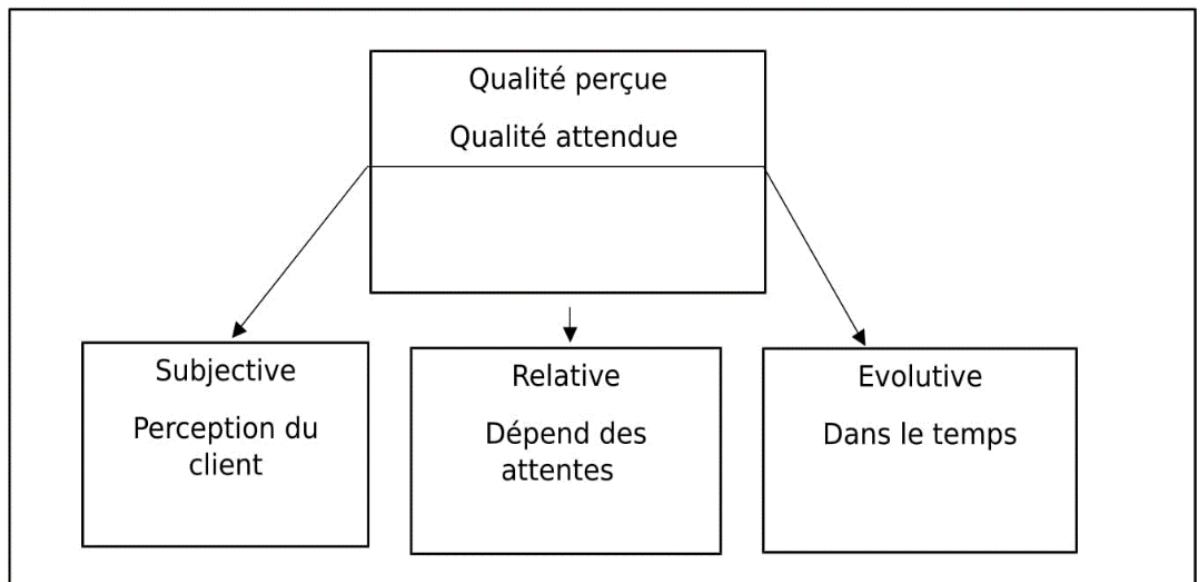 Qualité perçue
Qualité attendue
Subjective
Perception du
client
Relative
Dépend des
attentes
Evolutive
Dans le temps